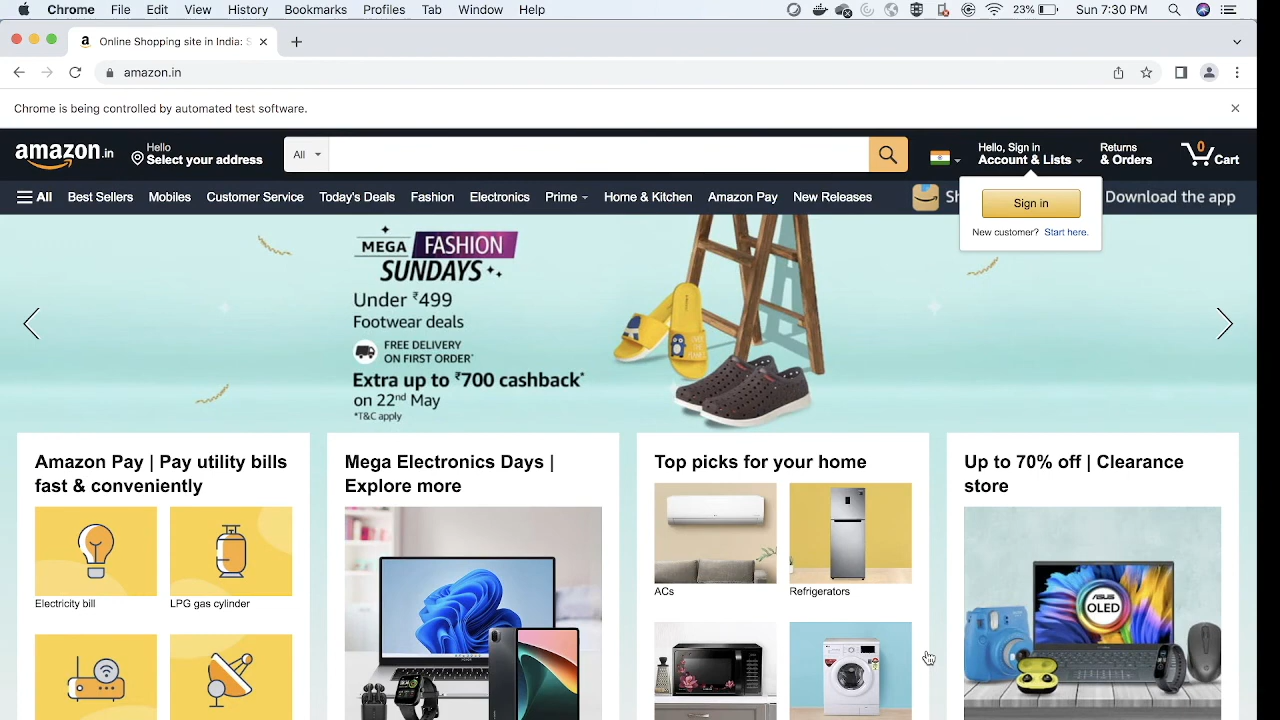 Chrome File Edit View History Bookmarks Profiles Tab Window Help 23% Sun 7:30 PM
a Online Shopping site in India: S
amazon.in
Chrome is being controlled by automated test software.
amazon.in Hello Select your address All Hello, Sign in Account & Lists Returns & Orders 0 Cart
All Best Sellers Mobiles Customer Service Today's Deals Fashion Electronics Prime Home & Kitchen Amazon Pay New Releases Sh Download the app
Sign in
New customer? Start here.
MEGA FASHION
SUNDAYS
Under ₹499
Footwear deals
FREE DELIVERY
ON FIRST ORDER*
Extra up to ₹700 cashback*
on 22nd May
*T&C apply
Amazon Pay | Pay utility bills
fast & conveniently
Electricity bill
LPG gas cylinder
Mega Electronics Days |
Explore more
Top picks for your home
ACs
Refrigerators
Up to 70% off | Clearance
store
ASUS
OLED